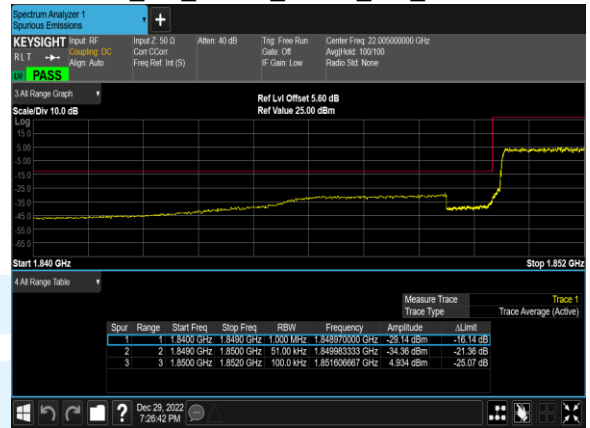 Spectrum Analyzer 1
Spurious Emissions
KEYSIGHT Input: RF Input Z: 50 Ω Atten: 40 dB Trig: Free Run Center Freq: 22.005000000 GHz
RLT Coupling: DC Corr CCorr Gate: Off Avg|Hold: 100/100
Align: Auto Freq Ref: Int (S) IF Gain: Low Radio Std: None
LM PASS
3 All Range Graph
Ref Lvl Offset 5.60 dB
Scale/Div 10.0 dB Ref Value 25.00 dBm
Log
15.0
5.00
-5.00
-15.0
-25.0
-35.0
-45.0
-55.0
-65.0
Start 1.840 GHz Stop 1.852 GHz
4 All Range Table
Measure Trace Trace 1
Trace Type Trace Average (Active)
Spur Range Start Freq Stop Freq RBW Frequency Amplitude ΔLimit
1 1 1.8400 GHz 1.8490 GHz 1.000 MHz 1.848970000 GHz -29.14 dBm -16.14 dB
2 2 1.8490 GHz 1.8500 GHz 51.00 kHz 1.849983333 GHz -34.36 dBm -21.36 dB
3 3 1.8500 GHz 1.8520 GHz 100.0 kHz 1.851606667 GHz 4.934 dBm -25.07 dB
? Dec 29, 2022
7:26:42 PM